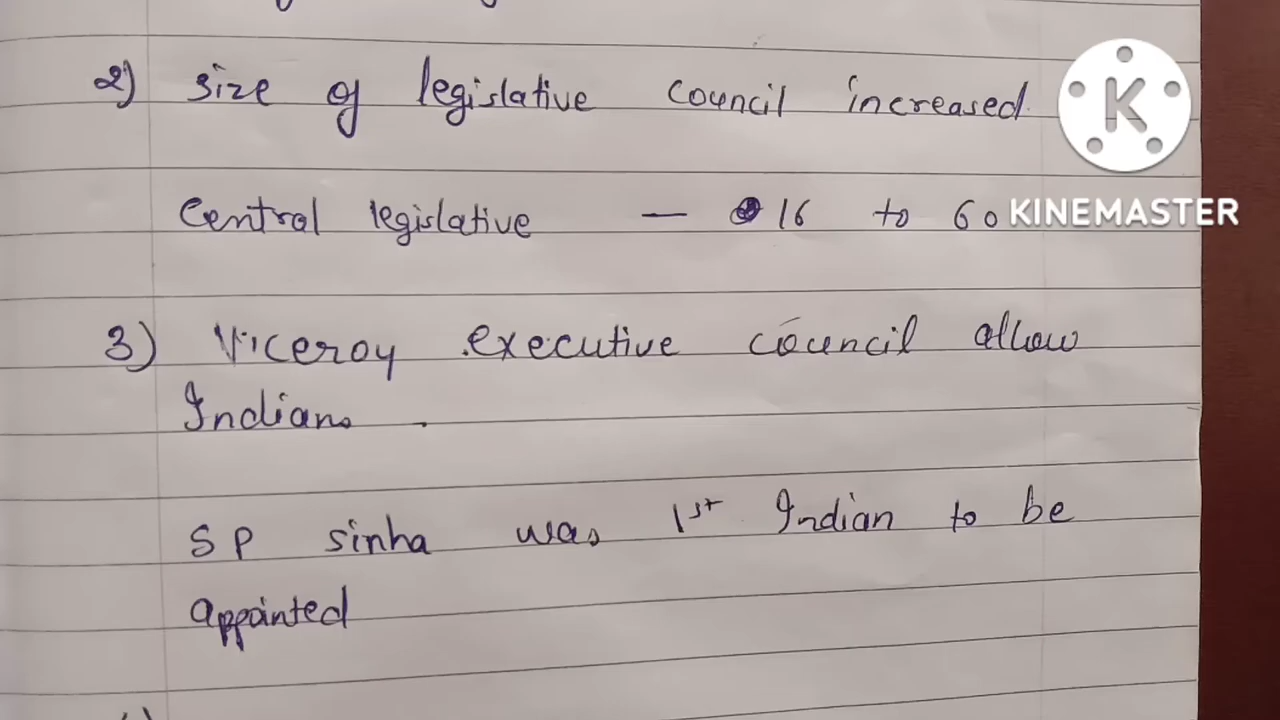 2) Size of legislative council increased.
Central legislative — 16 to 60
KINEMASTER
3) Viceroy executive council allow
Indians.
SP sinha was 1st Indian to be
appointed